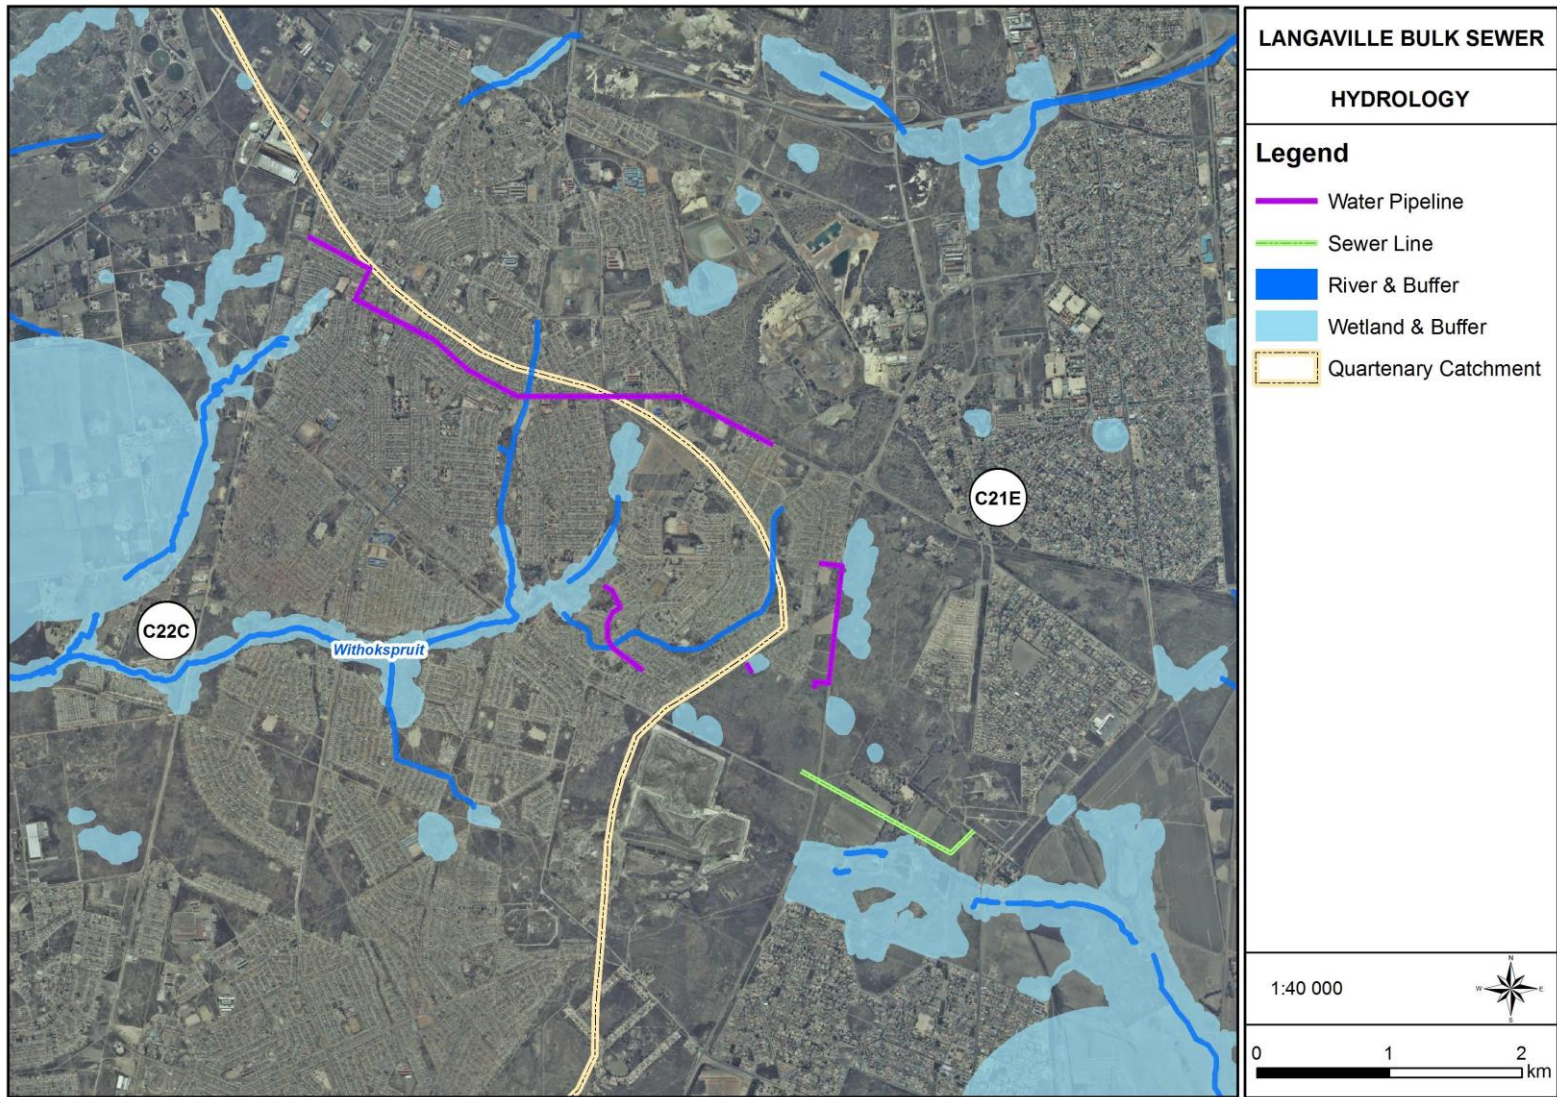 LANGAVILLE BULK SEWER
HYDROLOGY
Legend
Water Pipeline
Sewer Line
River & Buffer
Wetland & Buffer
Quartenary Catchment
C21E
C22C
Withokspruit
1:40 000
N
W E
S
0 1 2
km